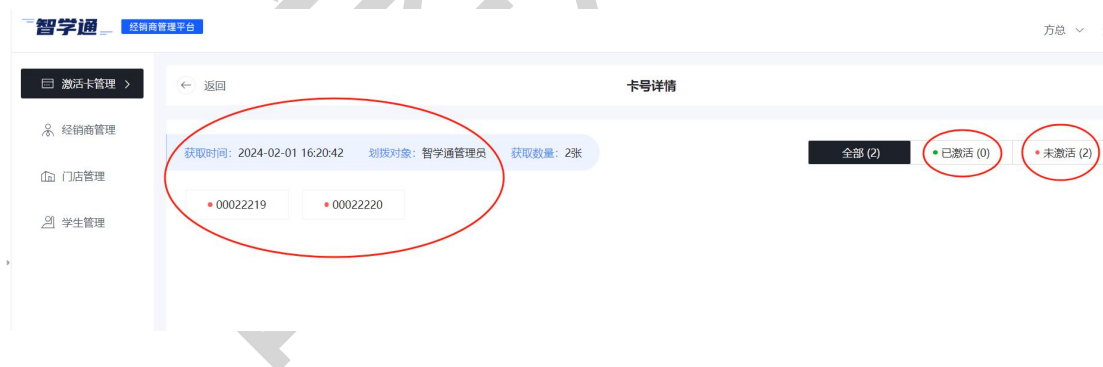 智学通 经销商管理平台 方总
激活卡管理
返回
卡号详情
经销商管理
获取时间：2024-02-01 16:20:42 划拨对象：智学通管理员 获取数量：2张
全部 (2) 已激活 (0) 未激活 (2)
门店管理
00022219 00022220
学生管理